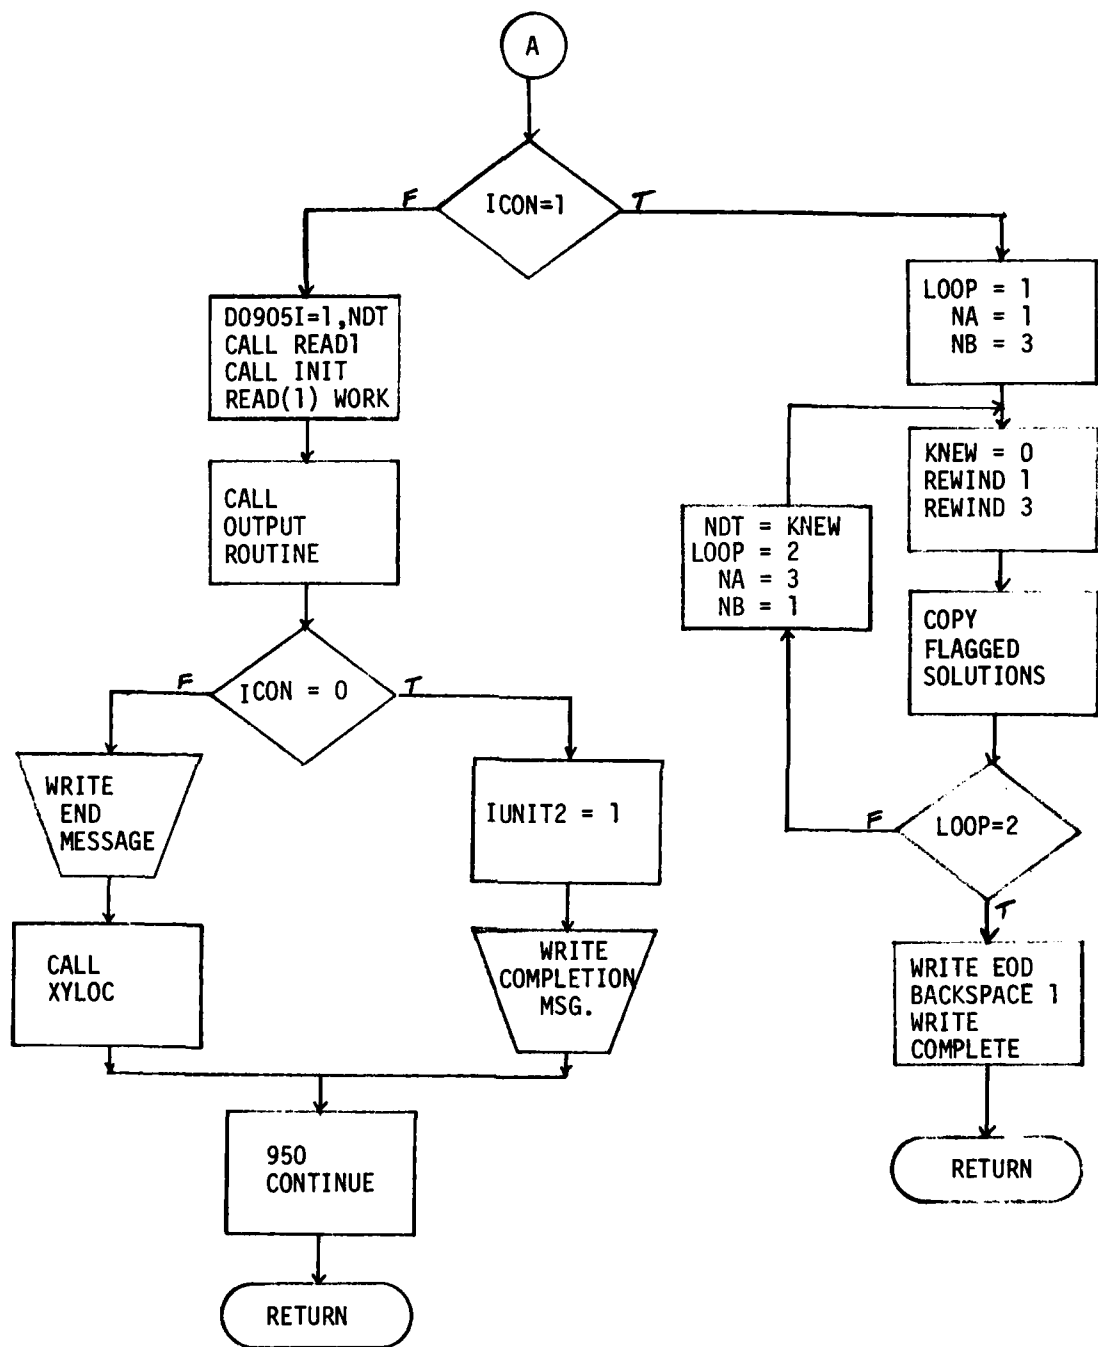 A
ICON=1
F
T
DO905I=1,NDT
CALL READ1
CALL INIT
READ(1) WORK
CALL
OUTPUT
ROUTINE
ICON = 0
F
T
WRITE
END
MESSAGE
CALL
XYLOC
IUNIT2 = 1
WRITE
COMPLETION
MSG.
950
CONTINUE
RETURN
LOOP = 1
NA = 1
NB = 3
KNEW = 0
REWIND 1
REWIND 3
COPY
FLAGGED
SOLUTIONS
LOOP=2
F
T
NDT = KNEW
LOOP = 2
NA = 3
NB = 1
WRITE EOD
BACKSPACE 1
WRITE
COMPLETE
RETURN